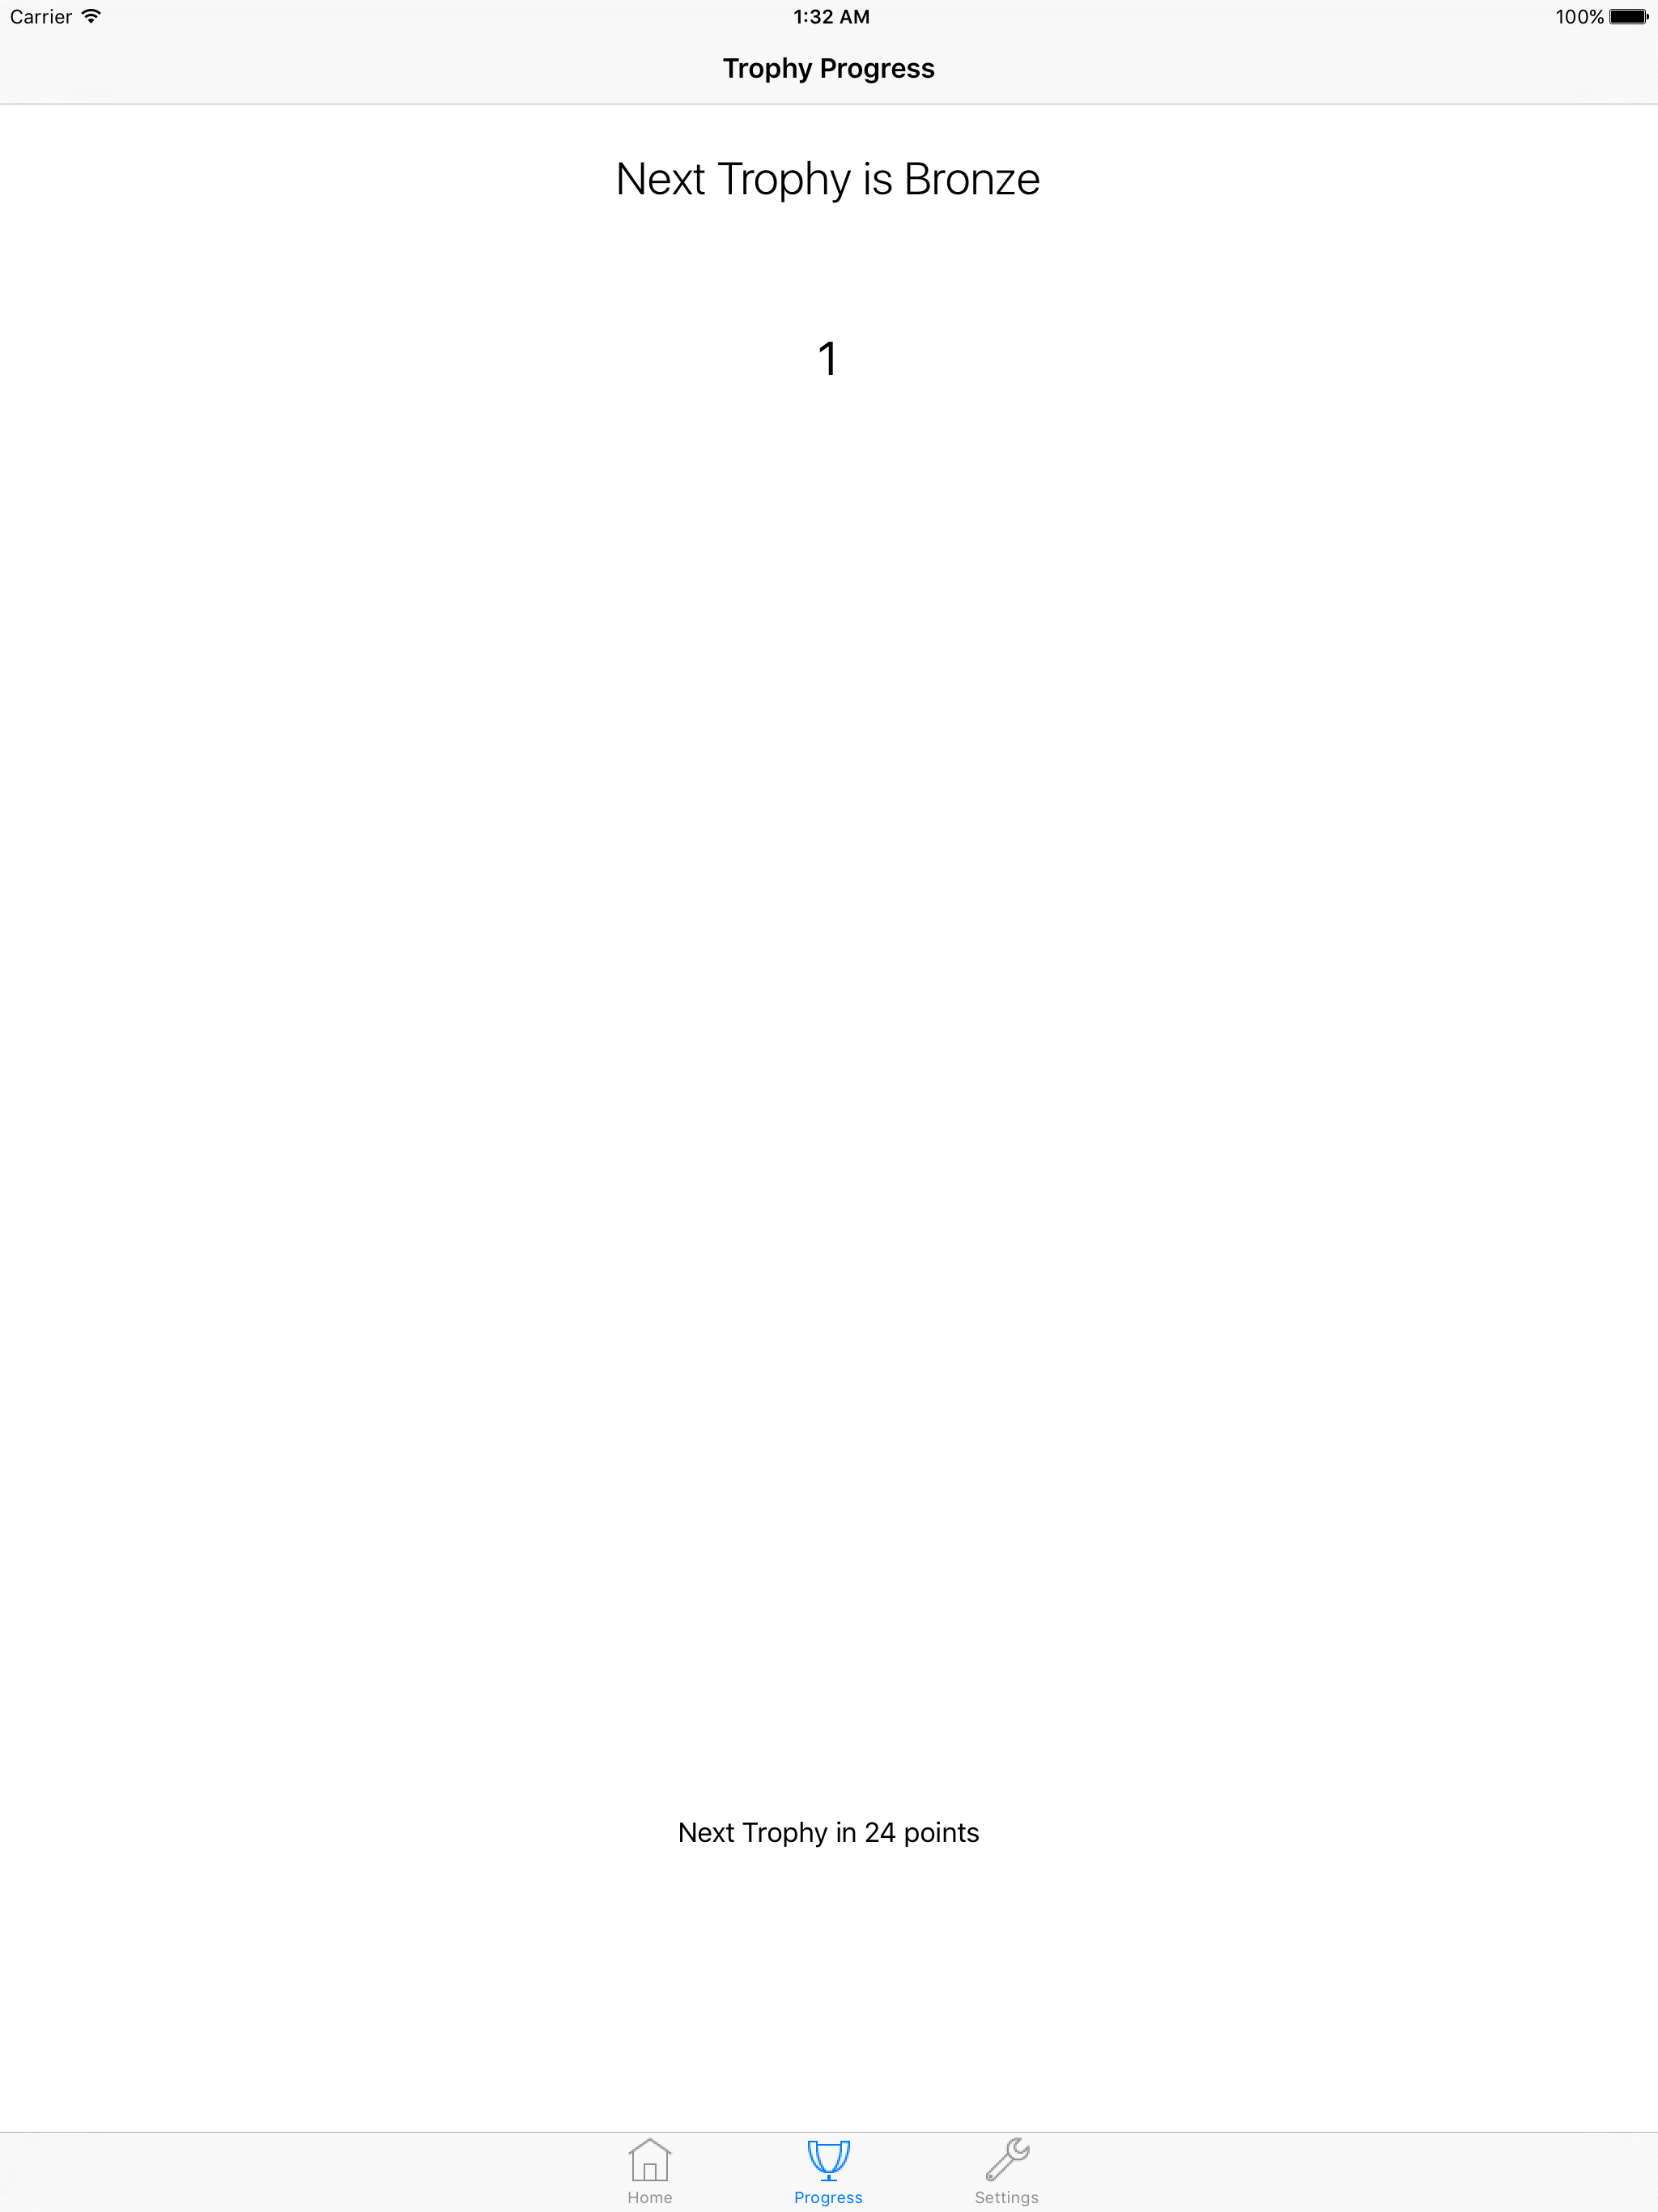 Carrier 1:32 AM 100%
Trophy Progress
Next Trophy is Bronze
1
Next Trophy in 24 points
Home Progress Settings